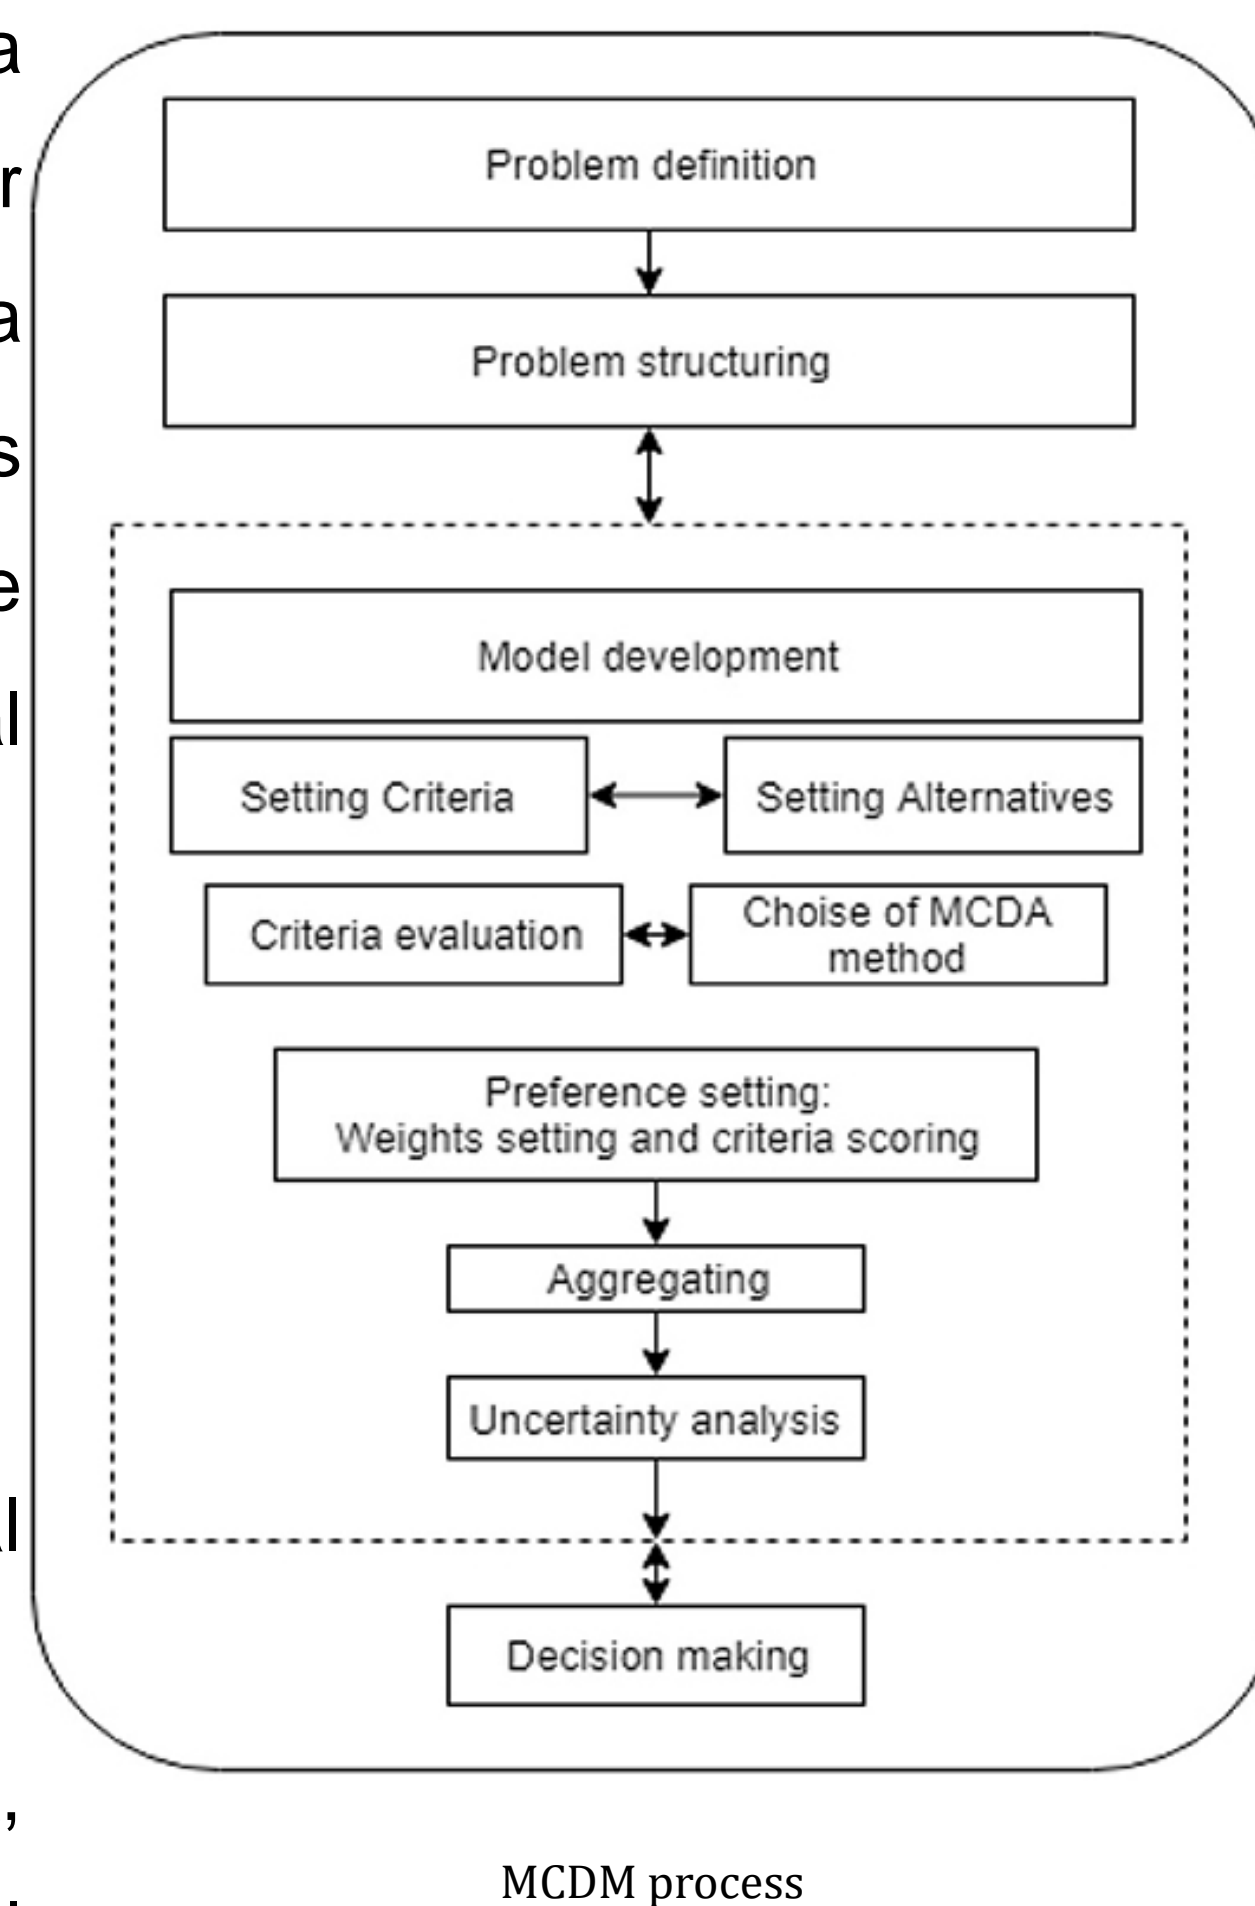 a
r
Problem definition
a
Problem structuring
s
e
Model development
al
Setting Criteria
Setting Alternatives
Criteria evaluation
Choise of MCDA
method
Preference setting:
Weights setting and criteria scoring
Aggregating
Uncertainty analysis
Decision making
,
MCDM process